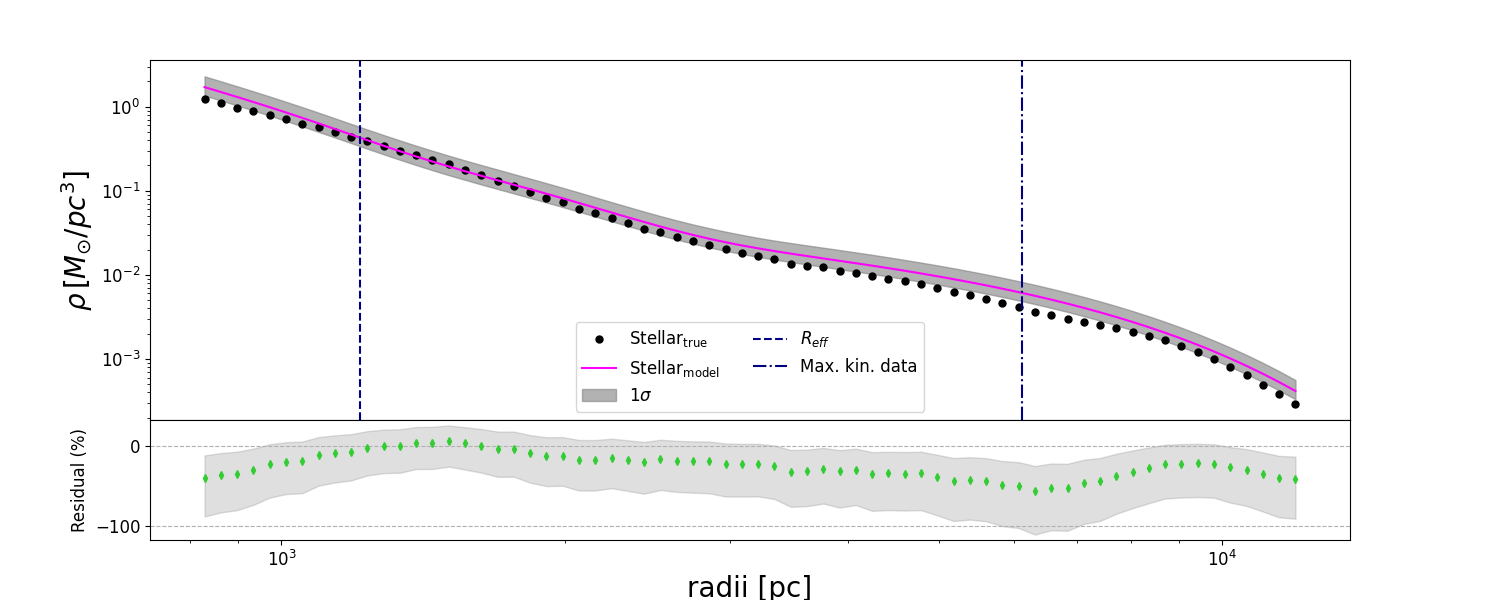 10⁰
10⁻¹
10⁻²
10⁻³
ρ [M⊙/pc³]
Stellar_true
Stellar_model
1σ
R_eff
Max. kin. data
0
−100
Residual (%)
10³
10⁴
radii [pc]